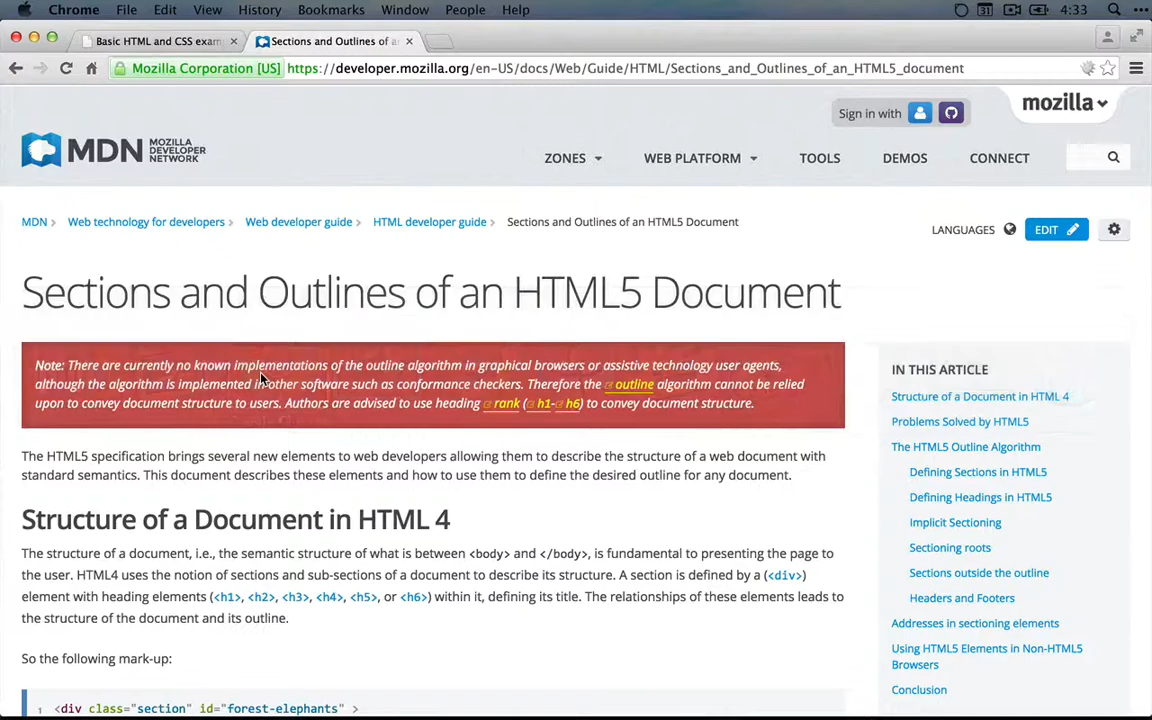 Chrome File Edit View History Bookmarks Window People Help 31 4:33
Basic HTML and CSS exam × Sections and Outlines of a ×
Mozilla Corporation [US] https://developer.mozilla.org/en-US/docs/Web/Guide/HTML/Sections_and_Outlines_of_an_HTML5_document
Sign in with mozilla
MDN MOZILLA DEVELOPER NETWORK
ZONES WEB PLATFORM TOOLS DEMOS CONNECT
MDN Web technology for developers Web developer guide HTML developer guide Sections and Outlines of an HTML5 Document
LANGUAGES EDIT
Sections and Outlines of an HTML5 Document
Note: There are currently no known implementations of the outline algorithm in graphical browsers or assistive technology user agents,
although the algorithm is implemented in other software such as conformance checkers. Therefore the outline algorithm cannot be relied
upon to convey document structure to users. Authors are advised to use heading rank (h1-h6) to convey document structure.
The HTML5 specification brings several new elements to web developers allowing them to describe the structure of a web document with
standard semantics. This document describes these elements and how to use them to define the desired outline for any document.
Structure of a Document in HTML 4
The structure of a document, i.e., the semantic structure of what is between <body> and </body>, is fundamental to presenting the page to
the user. HTML4 uses the notion of sections and sub-sections of a document to describe its structure. A section is defined by a (<div>)
element with heading elements (<h1>, <h2>, <h3>, <h4>, <h5>, or <h6>) within it, defining its title. The relationships of these elements leads to
the structure of the document and its outline.
So the following mark-up:
1 <div class="section" id="forest-elephants" >
IN THIS ARTICLE
Structure of a Document in HTML 4
Problems Solved by HTML5
The HTML5 Outline Algorithm
Defining Sections in HTML5
Defining Headings in HTML5
Implicit Sectioning
Sectioning roots
Sections outside the outline
Headers and Footers
Addresses in sectioning elements
Using HTML5 Elements in Non-HTML5
Browsers
Conclusion